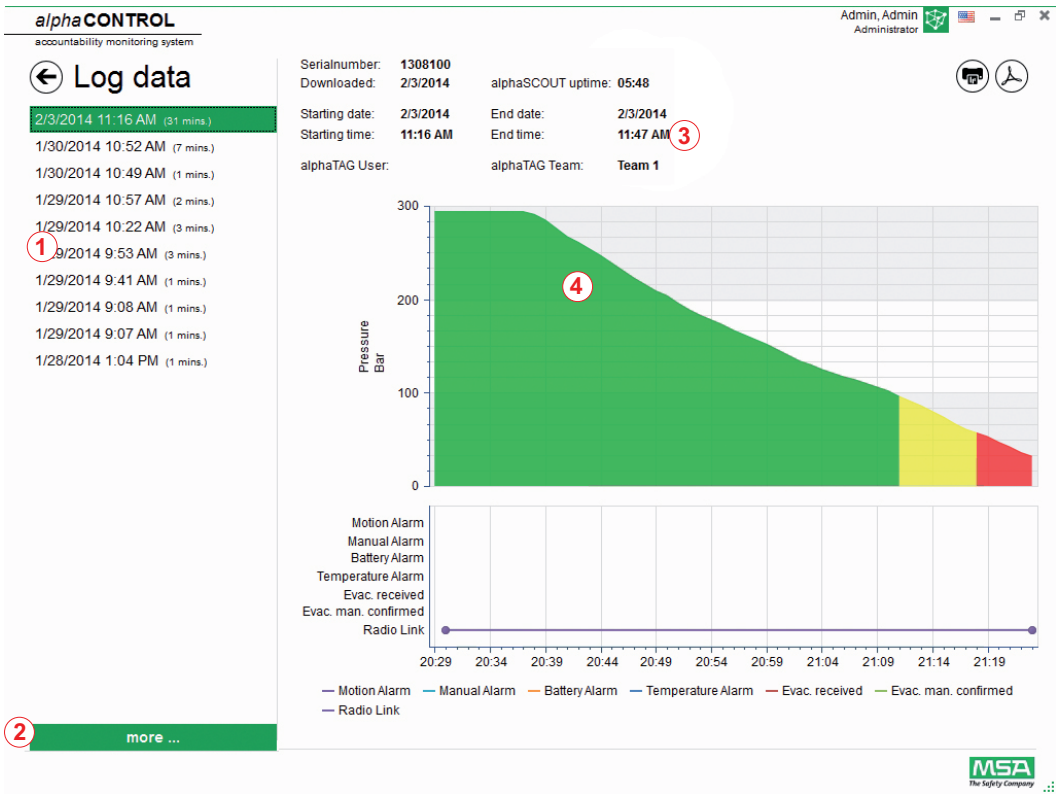 alphaCONTROL
accountability monitoring system
Admin, Admin
Administrator
Log data
2/3/2014 11:16 AM (31 mins.)
1/30/2014 10:52 AM (7 mins.)
1/30/2014 10:49 AM (1 mins.)
1/29/2014 10:57 AM (2 mins.)
1/29/2014 10:22 AM (3 mins.)
1
9/2014 9:53 AM (3 mins.)
1/29/2014 9:41 AM (1 mins.)
1/29/2014 9:08 AM (1 mins.)
1/29/2014 9:07 AM (1 mins.)
1/28/2014 1:04 PM (1 mins.)
2
more ...
Serialnumber: 1308100
Downloaded: 2/3/2014 alphaSCOUT uptime: 05:48
Starting date: 2/3/2014 End date: 2/3/2014
Starting time: 11:16 AM End time: 11:47 AM
3
alphaTAG User: alphaTAG Team: Team 1
300
200
100
0
Pressure
Bar
4
Motion Alarm
Manual Alarm
Battery Alarm
Temperature Alarm
Evac. received
Evac. man. confirmed
Radio Link
20:29 20:34 20:39 20:44 20:49 20:54 20:59 21:04 21:09 21:14 21:19
Motion Alarm Manual Alarm Battery Alarm Temperature Alarm Evac. received Evac. man. confirmed
Radio Link
MSA
The Safety Company